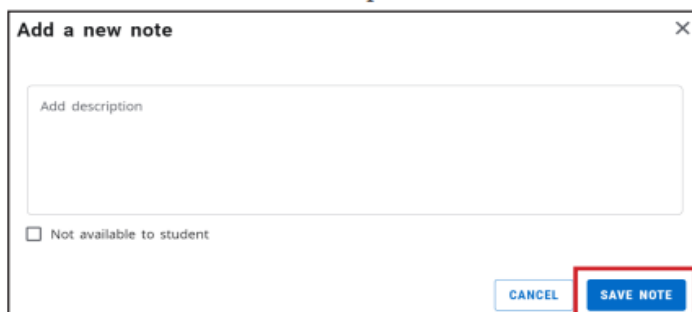 Add a new note
Add description
Not available to student
CANCEL SAVE NOTE